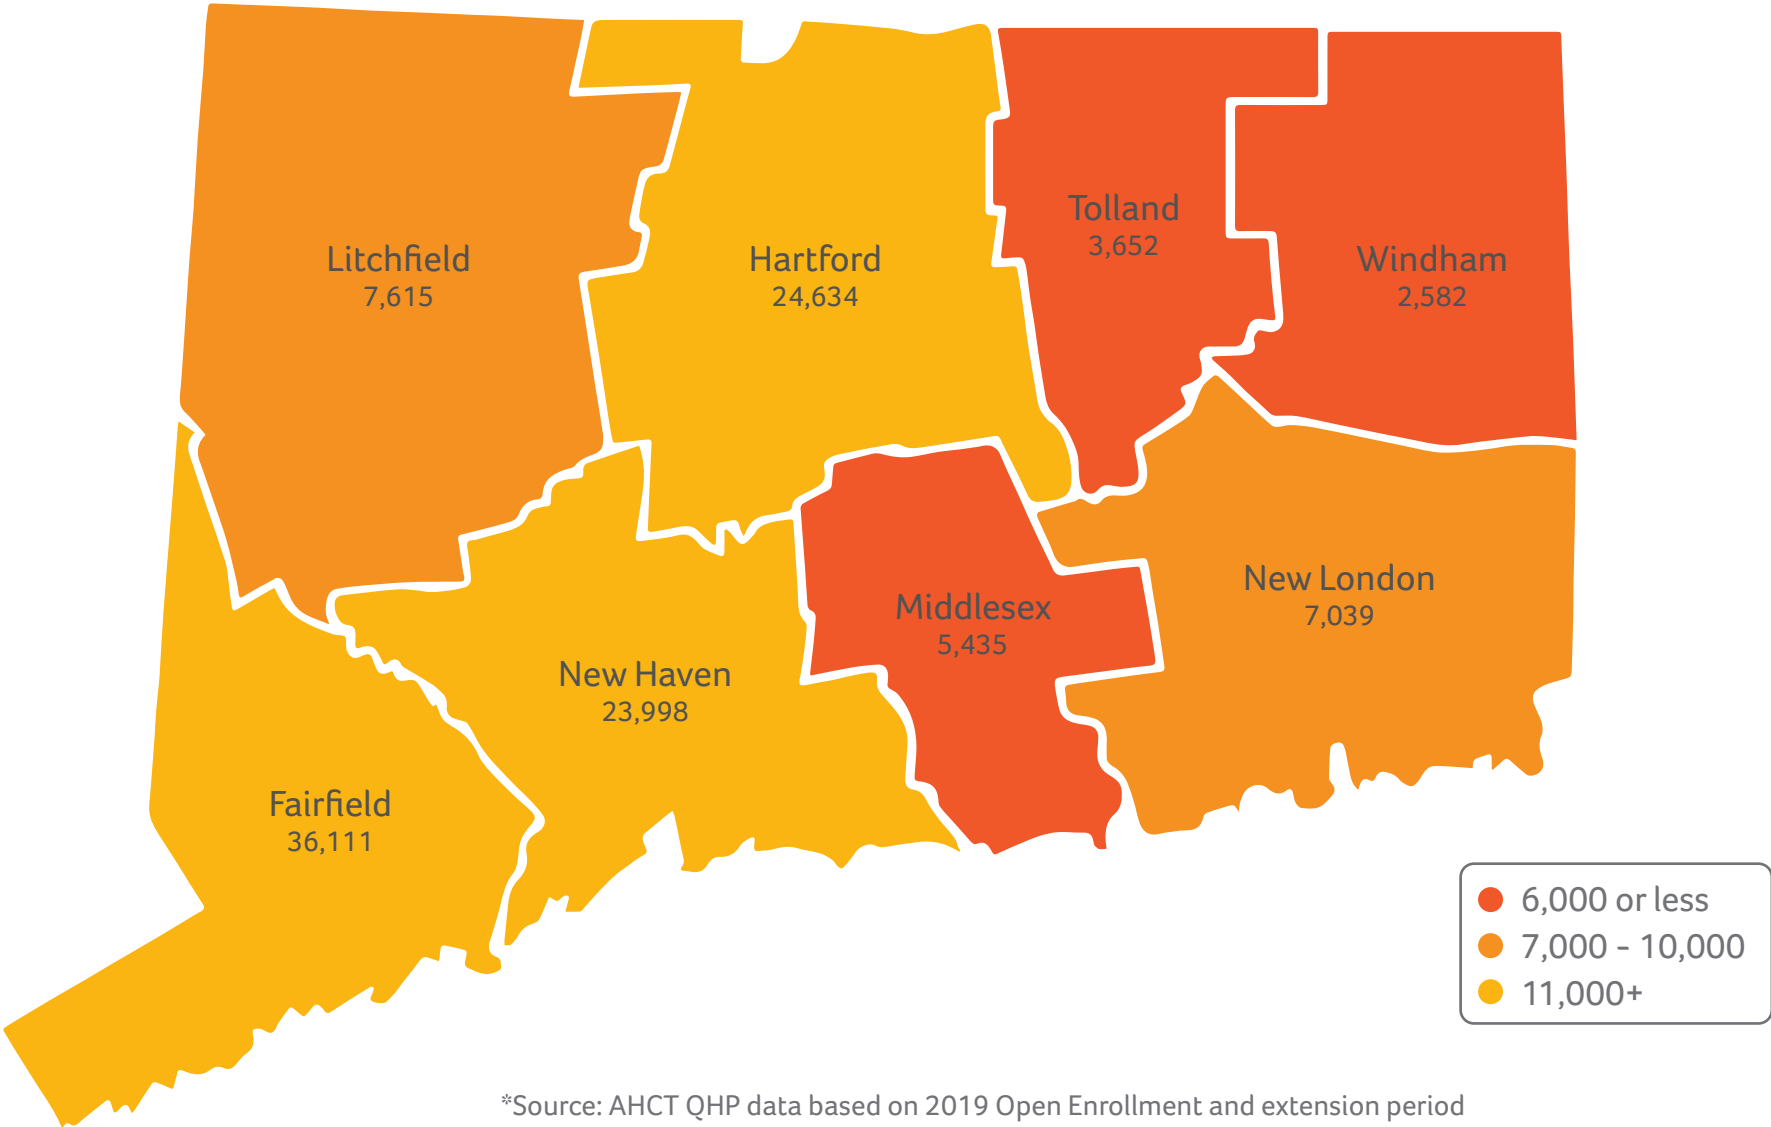 Tolland
3,652
Litchfield
7,615
Hartford
24,634
Windham
2,582
New London
7,039
Middlesex
5,435
New Haven
23,998
Fairfield
36,111
6,000 or less
7,000 - 10,000
11,000+
*Source: AHCT QHP data based on 2019 Open Enrollment and extension period